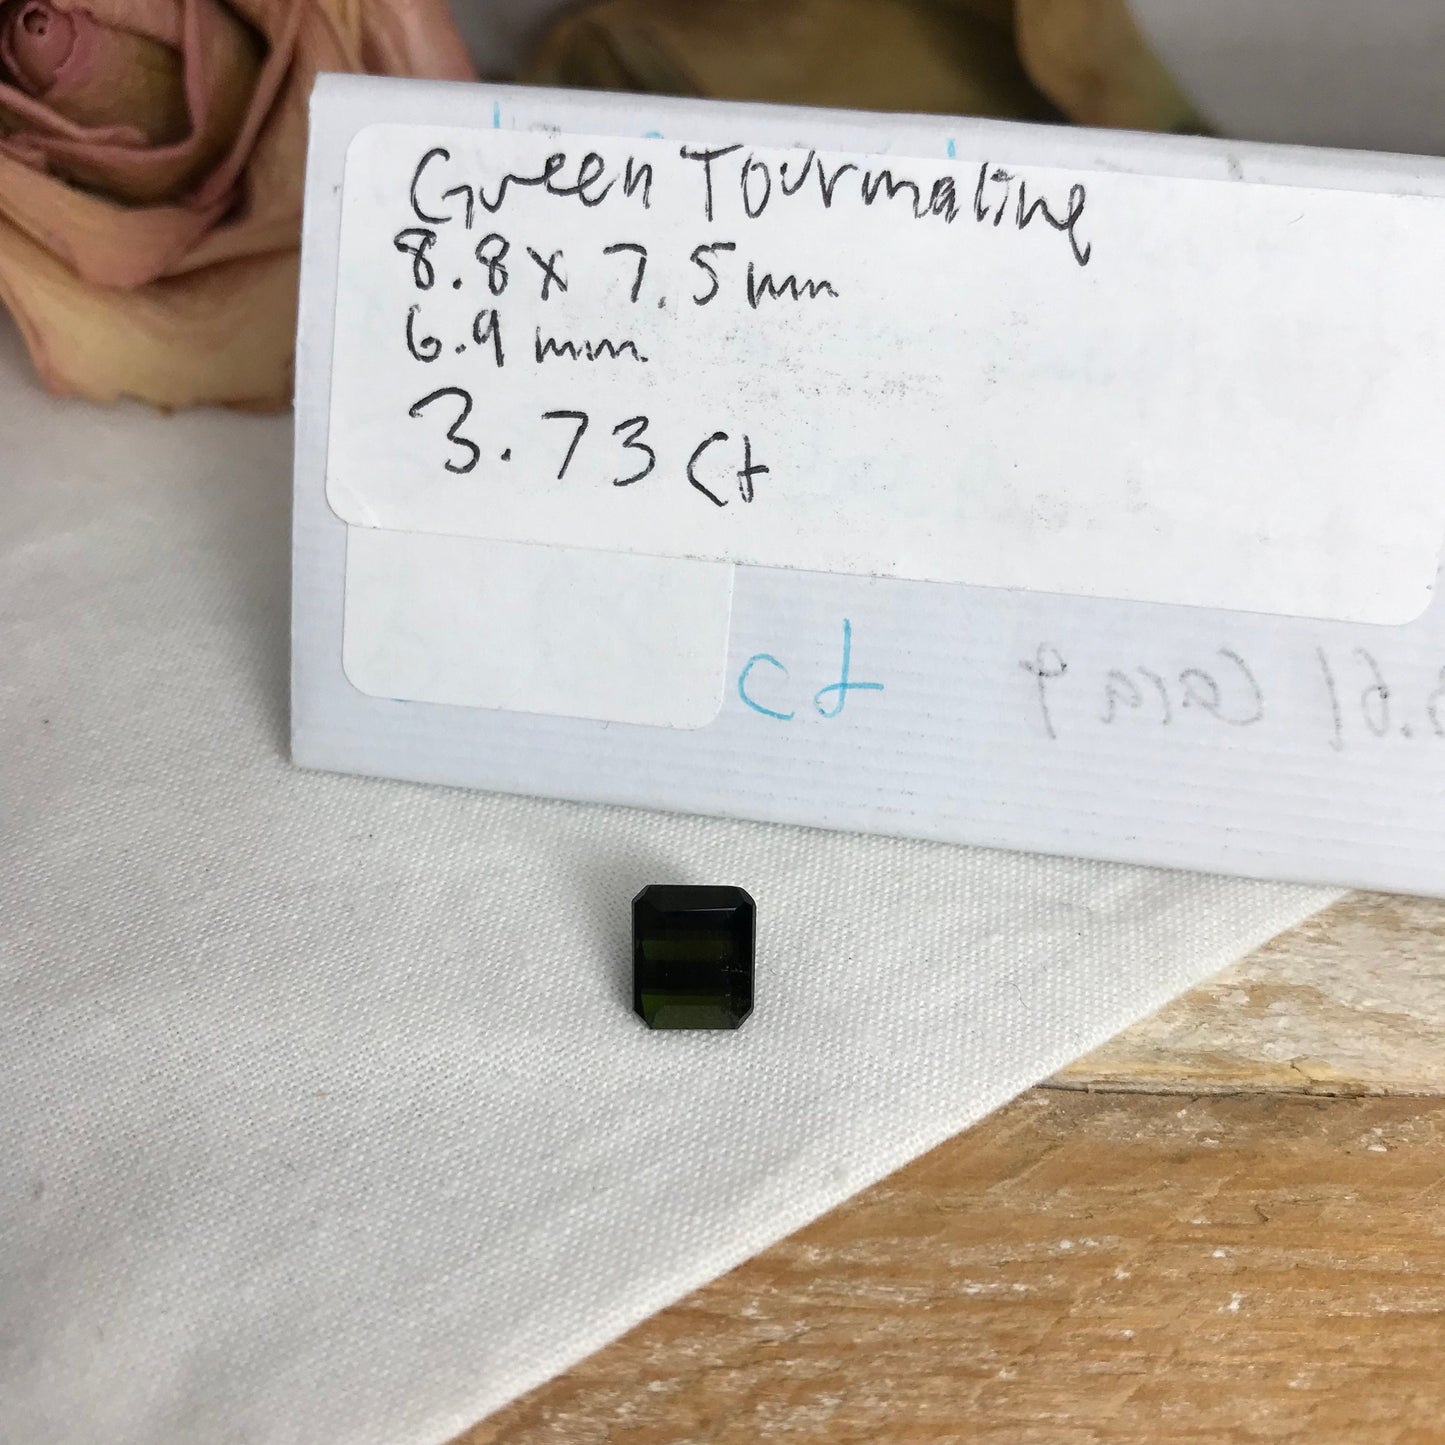 Green Tourmaline
8.8 x 7.5 mm
6.9 mm
3.73 Ct
ct